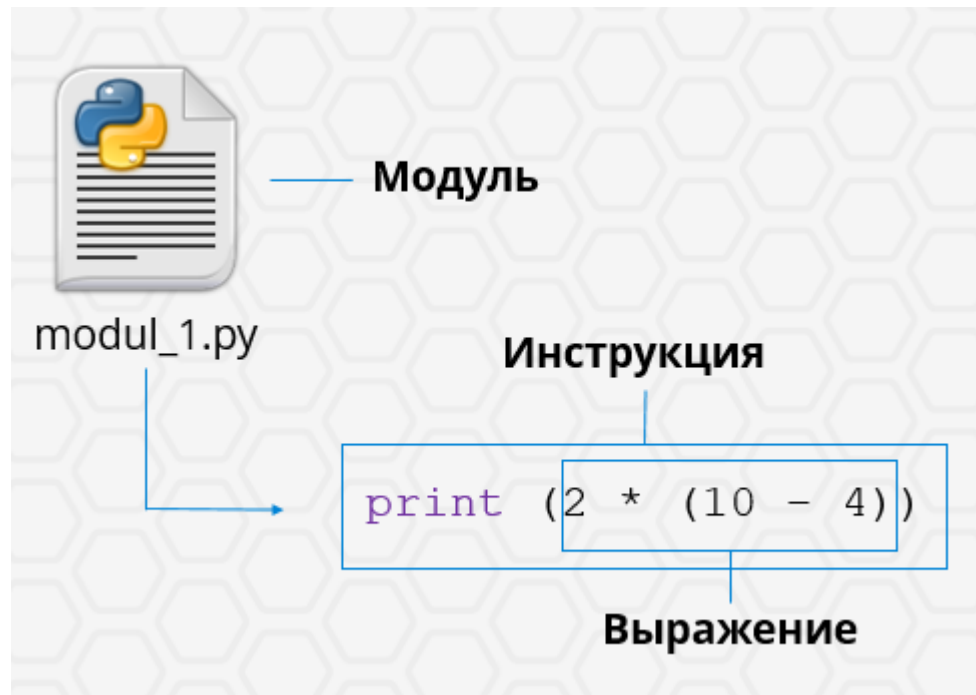 Модуль
modul_1.py
Инструкция
print (2 * (10 - 4))
Выражение